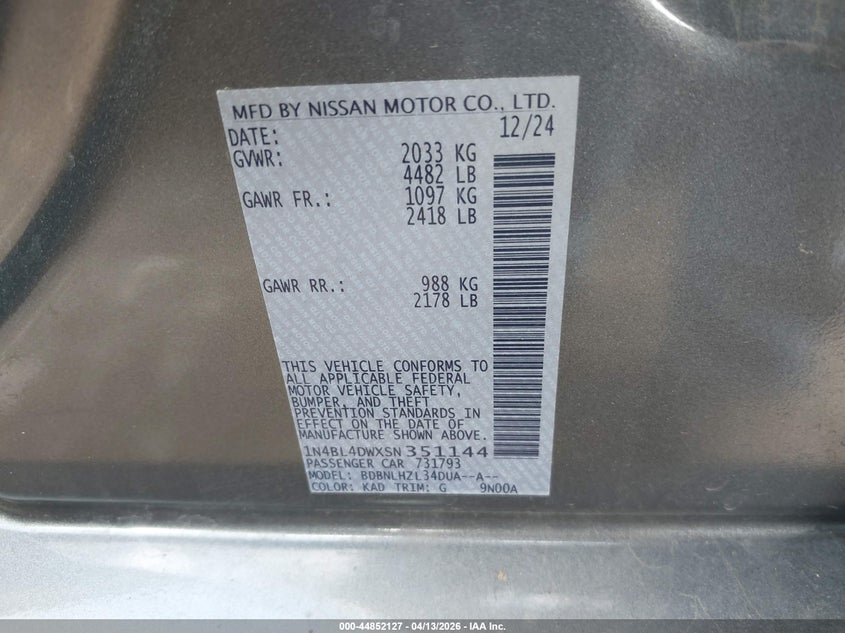 MFD BY NISSAN MOTOR CO., LTD.
DATE: 12/24
GVWR: 2033 KG
4482 LB
GAWR FR.: 1097 KG
2418 LB
GAWR RR.: 988 KG
2178 LB
THIS VEHICLE CONFORMS TO
ALL APPLICABLE FEDERAL
MOTOR VEHICLE SAFETY,
BUMPER, AND THEFT
PREVENTION STANDARDS IN
EFFECT ON THE DATE OF
MANUFACTURE SHOWN ABOVE.
1N4BL4DWXSN351144
PASSENGER CAR 731793
MODEL: BDBNLHZL34DUA--A--
COLOR: KAD TRIM: G 9N00A
000-44852127 - 04/13/2026 - IAA Inc.